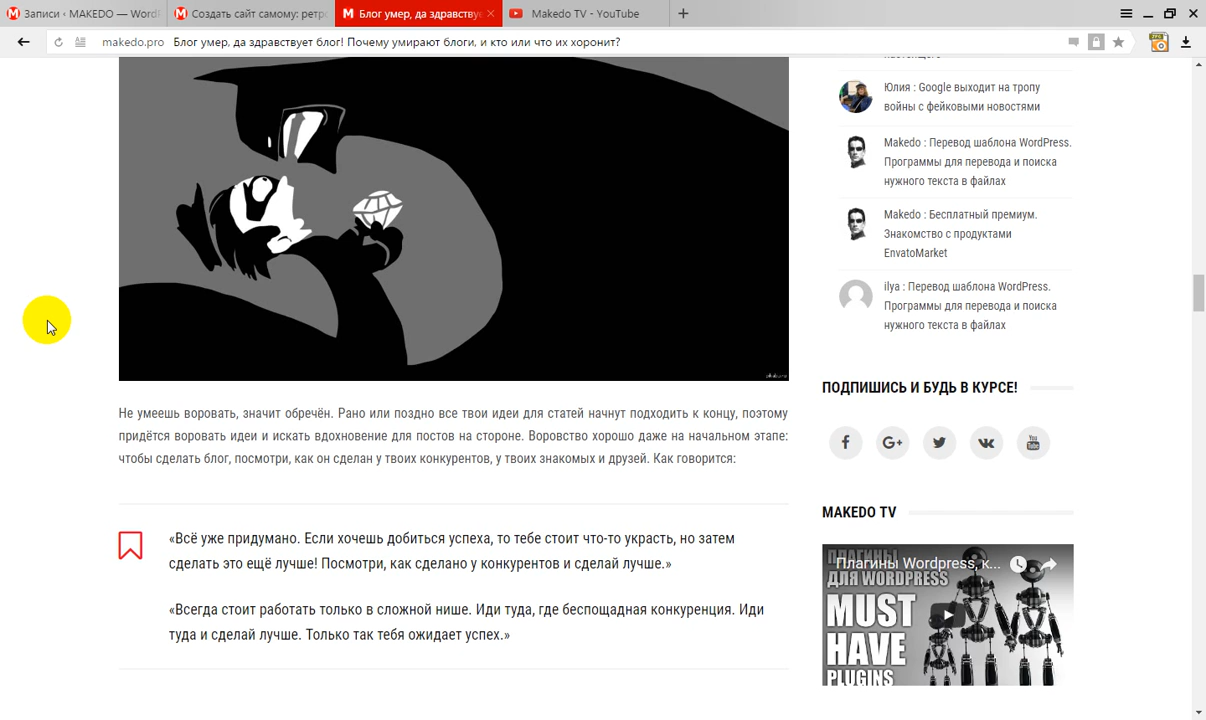 Записи ‹ MAKEDO — Word
Создать сайт самому: ретро
Блог умер, да здравствуе
Makedo TV - YouTube
makedo.pro
Блог умер, да здравствует блог! Почему умирают блоги, и кто или что их хоронит?
Юлия : Google выходит на тропу
войны с фейковыми новостями
Makedo : Перевод шаблона WordPress.
Программы для перевода и поиска
нужного текста в файлах
Makedo : Бесплатный премиум.
Знакомство с продуктами
EnvatoMarket
ilya : Перевод шаблона WordPress.
Программы для перевода и поиска
нужного текста в файлах
ПОДПИШИСЬ И БУДЬ В КУРСЕ!
Не умеешь воровать, значит обречён. Рано или поздно все твои идеи для статей начнут подходить к концу, поэтому
придётся воровать идеи и искать вдохновение для постов на стороне. Воровство хорошо даже на начальном этапе:
чтобы сделать блог, посмотри, как он сделан у твоих конкурентов, у твоих знакомых и друзей. Как говорится:
«Всё уже придумано. Если хочешь добиться успеха, то тебе стоит что-то украсть, но затем
сделать это ещё лучше! Посмотри, как сделано у конкурентов и сделай лучше.»
«Всегда стоит работать только в сложной нише. Иди туда, где беспощадная конкуренция. Иди
туда и сделай лучше. Только так тебя ожидает успех.»
MAKEDO TV
Плагины Wordpress, к...
ПЛАГИНЫ
ДЛЯ WORDPRESS
MUST
HAVE
PLUGINS